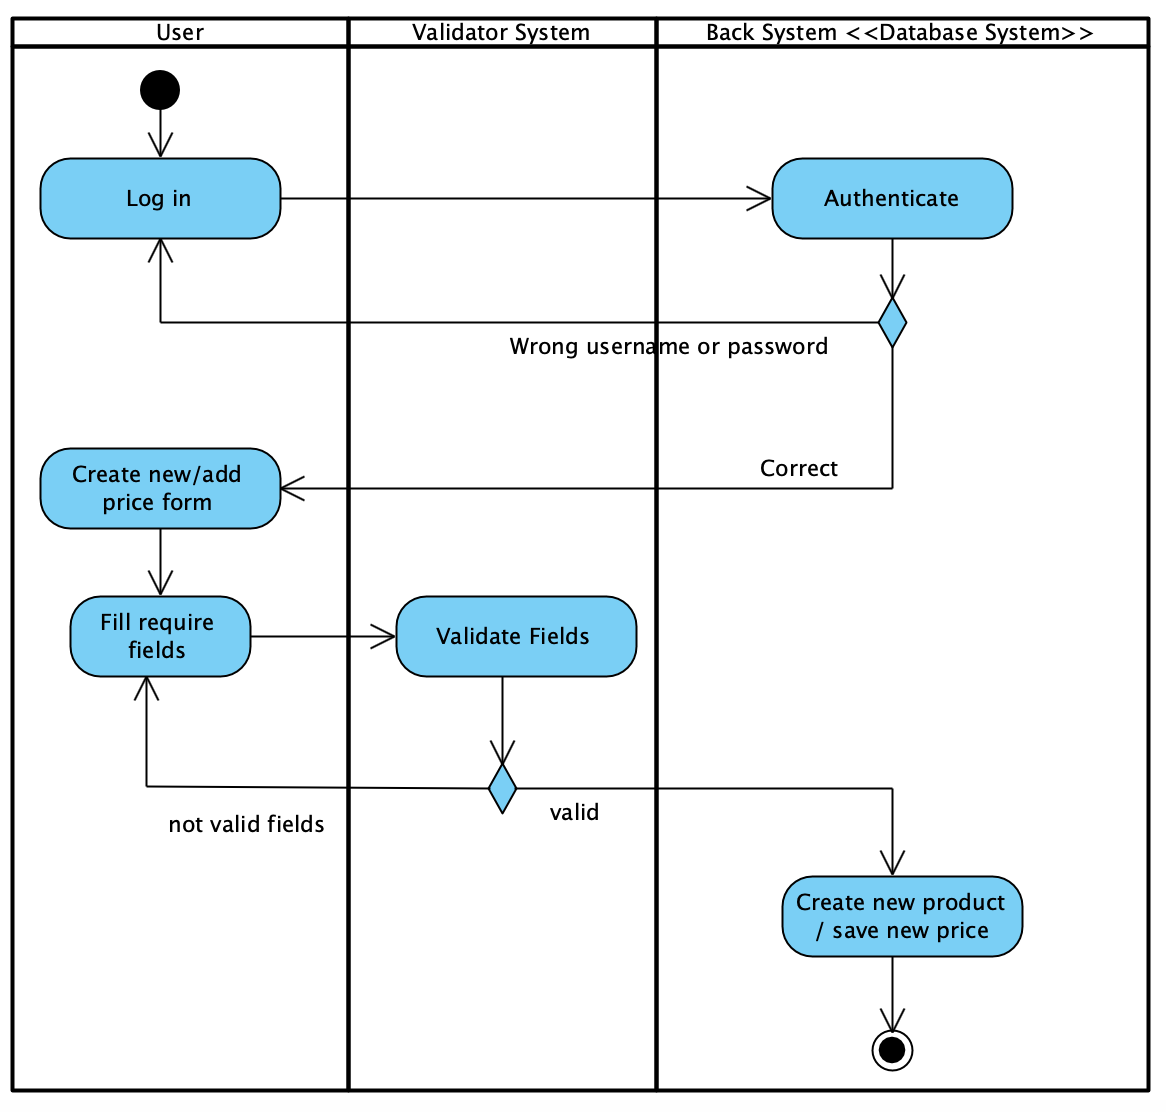 User
Validator System
Back System <<Database System>>
Log in
Authenticate
Wrong username or password
Correct
Create new/add
price form
Fill require
fields
Validate Fields
not valid fields
valid
Create new product
/ save new price